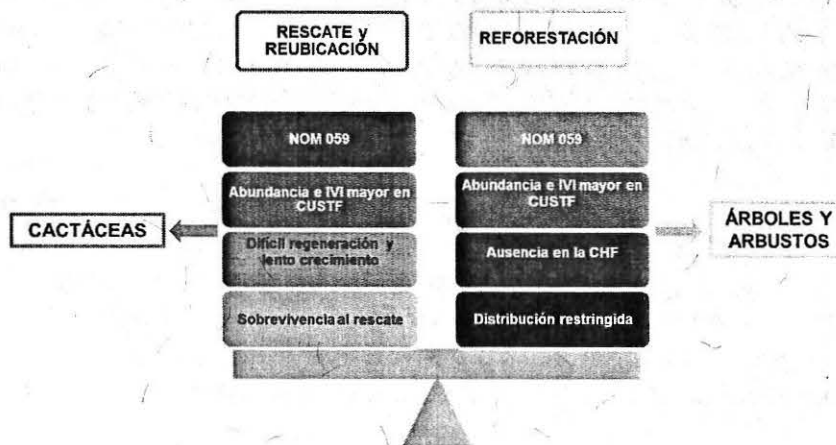 RESCATE y
REUBICACIÓN
REFORESTACIÓN
NOM 059
NOM 059
Abundancia e IVI mayor en
CUSTF
Abundancia e IVI mayor en
CUSTF
CACTÁCEAS
Difícil regeneración y
lento crecimiento
Ausencia en la CHF
ÁRBOLES Y
ARBUSTOS
Sobrevivencia al rescate
Distribución restringida